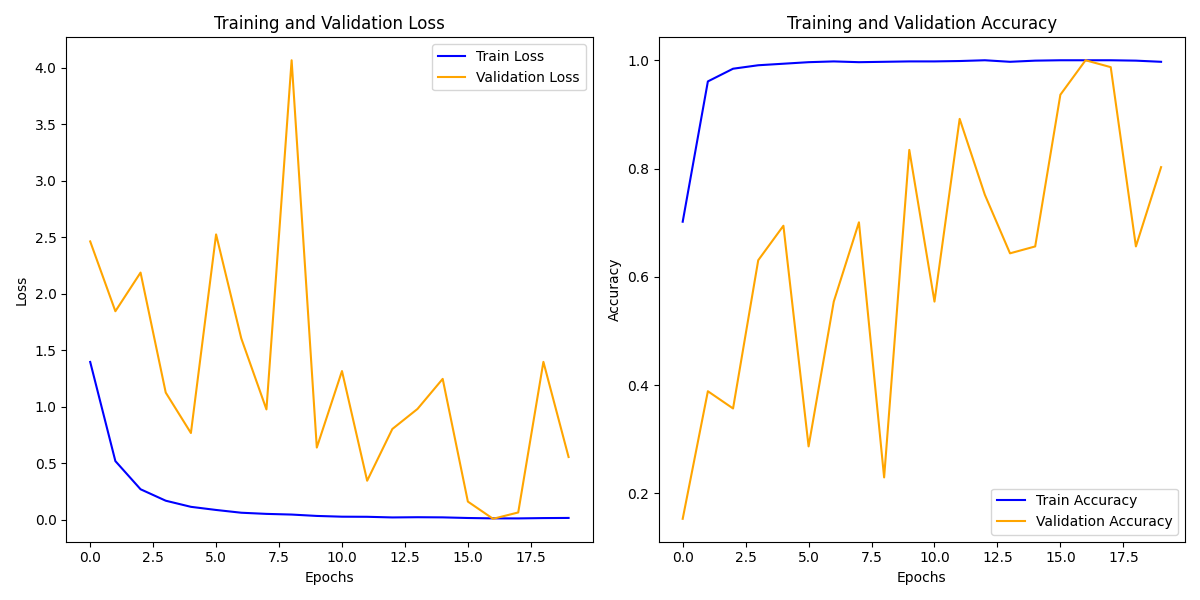 Training and Validation Loss
Train Loss
Validation Loss
Loss
4.0
3.5
3.0
2.5
2.0
1.5
1.0
0.5
0.0
0.0 2.5 5.0 7.5 10.0 12.5 15.0 17.5
Epochs
Training and Validation Accuracy
Accuracy
1.0
0.8
0.6
0.4
0.2
Train Accuracy
Validation Accuracy
0.0 2.5 5.0 7.5 10.0 12.5 15.0 17.5
Epochs